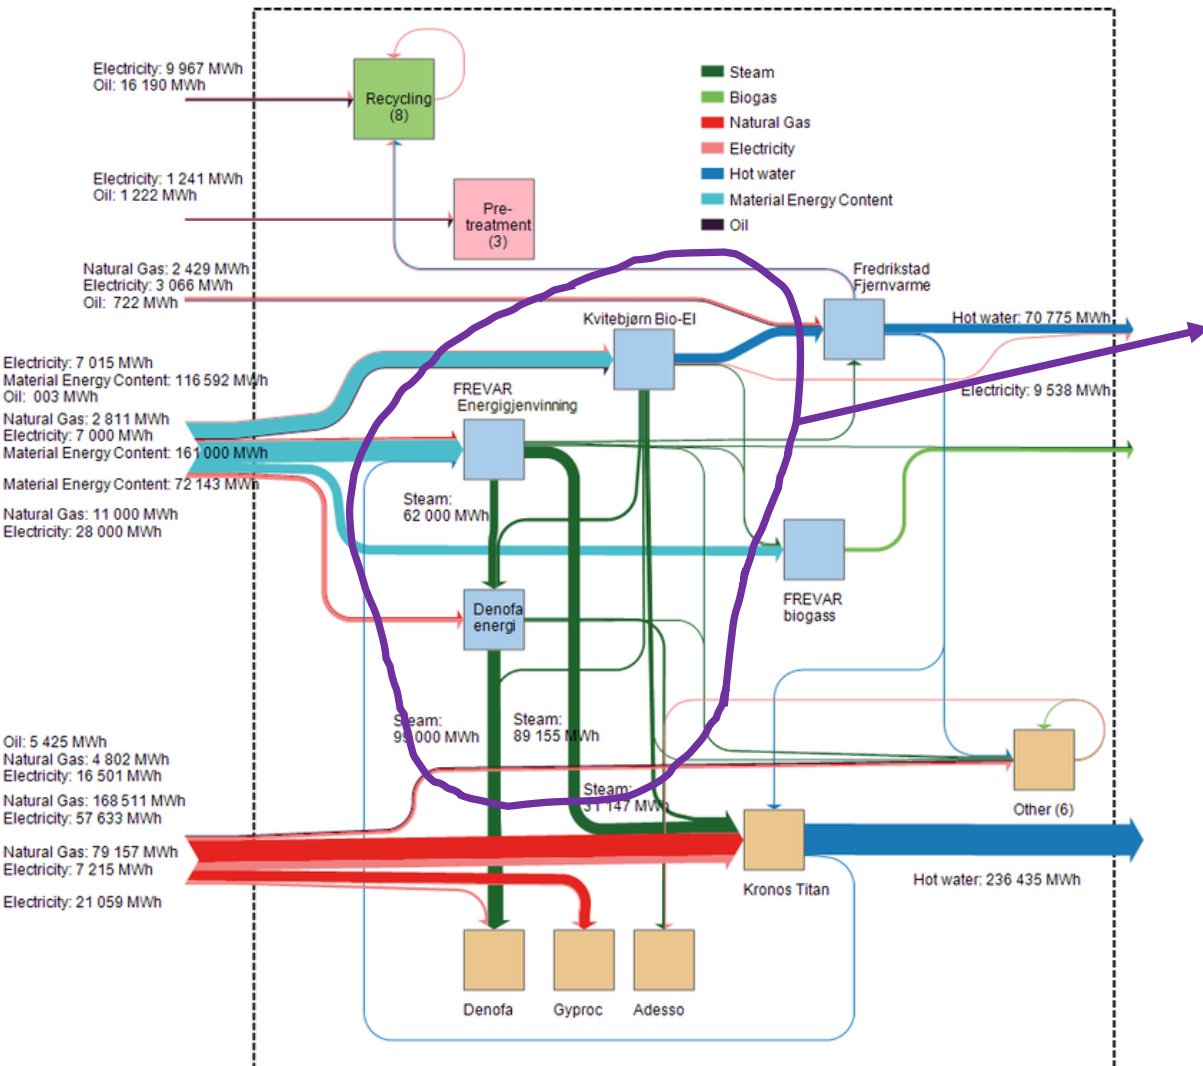 Electricity: 9 967 MWh
Oil: 16 190 MWh
Recycling
(8)
Steam
Biogas
Natural Gas
Electricity
Hot water
Material Energy Content
Oil
Electricity: 1 241 MWh
Oil: 1 222 MWh
Pre-
treatment
(3)
Natural Gas: 2 429 MWh
Electricity: 3 066 MWh
Oil: 722 MWh
Fredrikstad
Fjernvarme
Kvitebjørn Bio-El
Hot water: 70 775 MWh
Electricity: 9 538 MWh
Electricity: 7 015 MWh
Material Energy Content: 116 592 MWh
Oil: 003 MWh
Natural Gas: 2 811 MWh
Electricity: 7 000 MWh
Material Energy Content: 161 000 MWh
Material Energy Content: 72 143 MWh
Natural Gas: 11 000 MWh
Electricity: 28 000 MWh
FREVAR
Energigjenvinning
Steam:
62 000 MWh
Denofa
energi
FREVAR
biogass
Steam:
99 000 MWh
Steam:
89 155 MWh
Steam:
31 147 MWh
Oil: 5 425 MWh
Natural Gas: 4 802 MWh
Electricity: 16 501 MWh
Natural Gas: 168 511 MWh
Electricity: 57 633 MWh
Natural Gas: 79 157 MWh
Electricity: 7 215 MWh
Electricity: 21 059 MWh
Other (6)
Kronos Titan
Hot water: 236 435 MWh
Denofa
Gyproc
Adesso